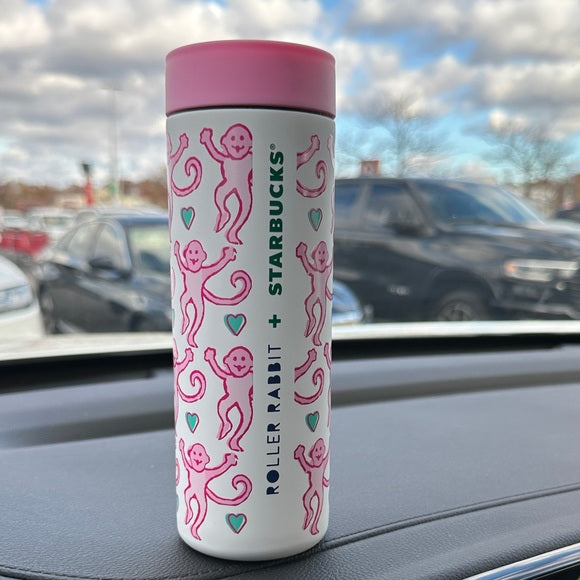 ROLLER RABBIT + STARBUCKS®